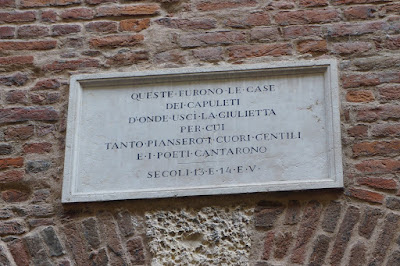 QUESTE FURONO LE CASE
DEI CAPULETI
D'ONDE USCÌ LA GIULIETTA
PER CUI
TANTO PIANSERO I CUORI GENTILI
E I POETI CANTARONO
SECOLI 13 E 14 E.V.